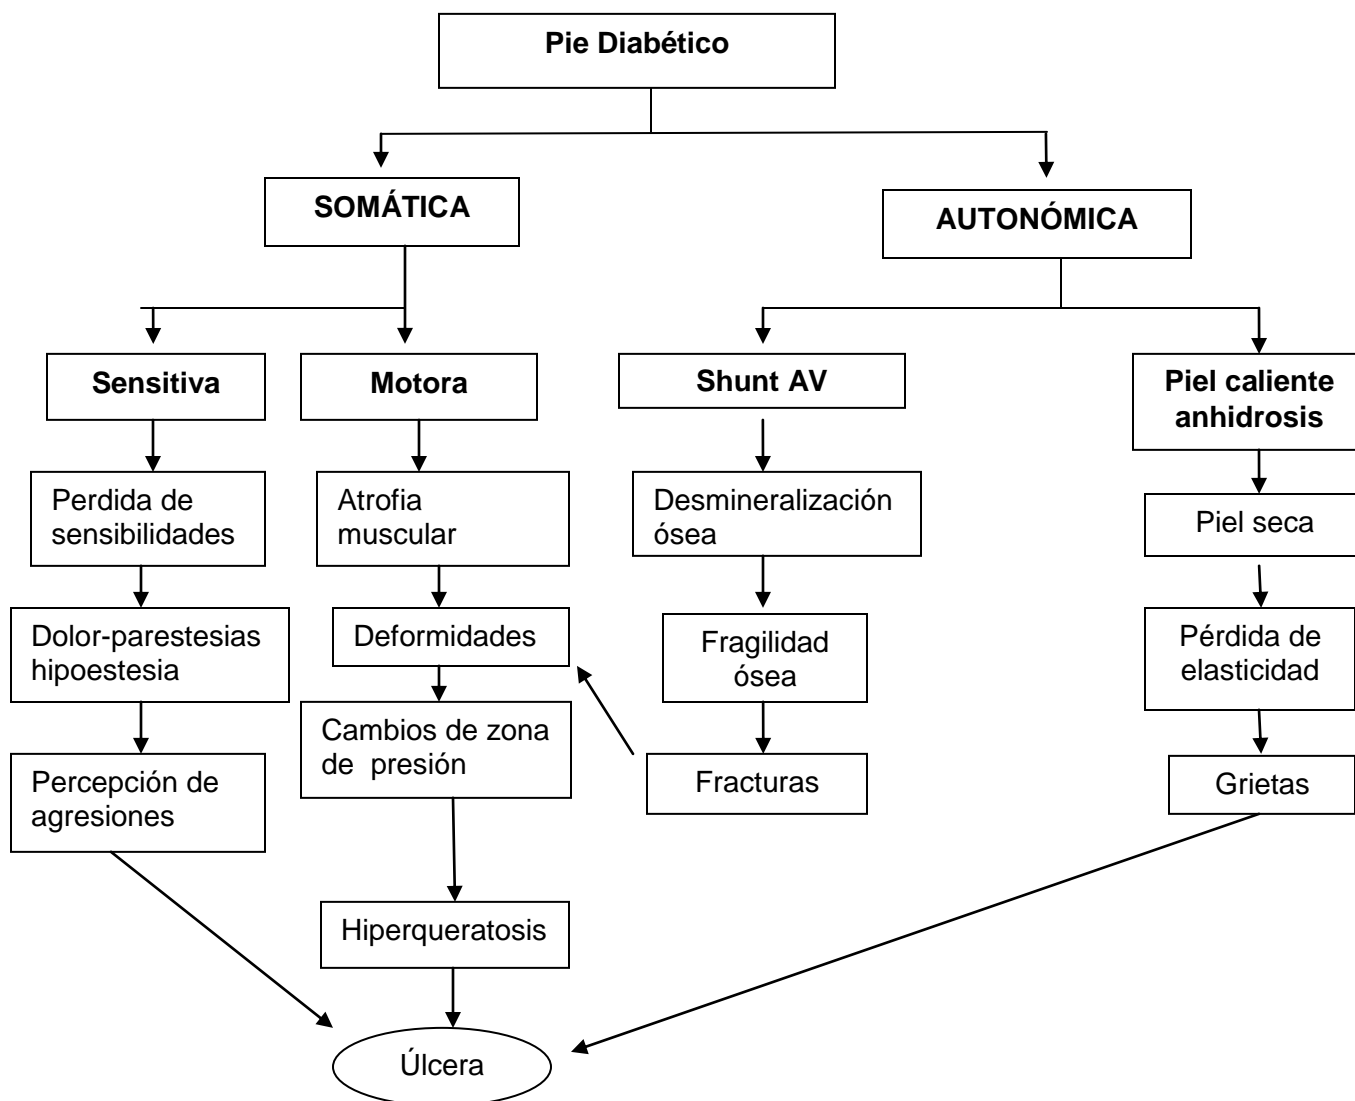 Pie Diabético
SOMÁTICA
AUTONÓMICA
Sensitiva
Motora
Shunt AV
Piel caliente
anhidrosis
Perdida de
sensibilidades
Atrofia
muscular
Desmineralización
ósea
Piel seca
Dolor-parestesias
hipoestesia
Deformidades
Fragilidad
ósea
Pérdida de
elasticidad
Percepción de
agresiones
Cambios de zona
de presión
Fracturas
Grietas
Hiperqueratosis
Úlcera